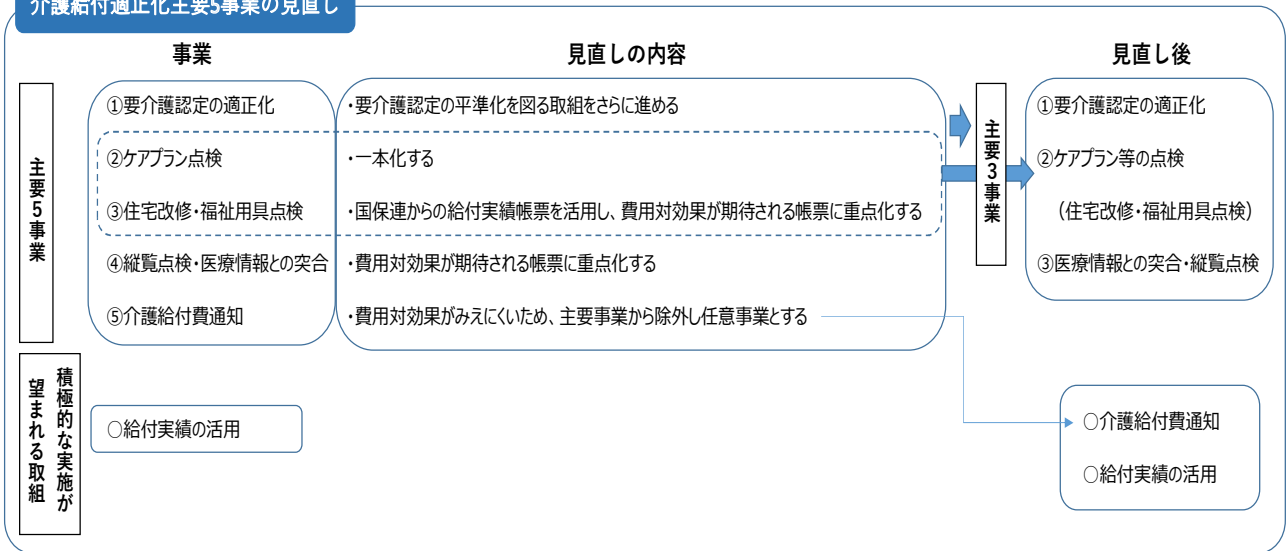 介護給付適正化主要5事業の見直し
事業
見直しの内容
見直し後
主要5事業
①要介護認定の適正化
・要介護認定の平準化を図る取組をさらに進める
②ケアプラン点検
・一本化する
③住宅改修・福祉用具点検
・国保連からの給付実績帳票を活用し、費用対効果が期待される帳票に重点化する
④縦覧点検・医療情報との突合
・費用対効果が期待される帳票に重点化する
⑤介護給付費通知
・費用対効果がみえにくいため、主要事業から除外し任意事業とする
主要3事業
①要介護認定の適正化
②ケアプラン等の点検
（住宅改修・福祉用具点検）
③医療情報との突合・縦覧点検
積極的な実施が
望まれる取組
○給付実績の活用
○介護給付費通知
○給付実績の活用